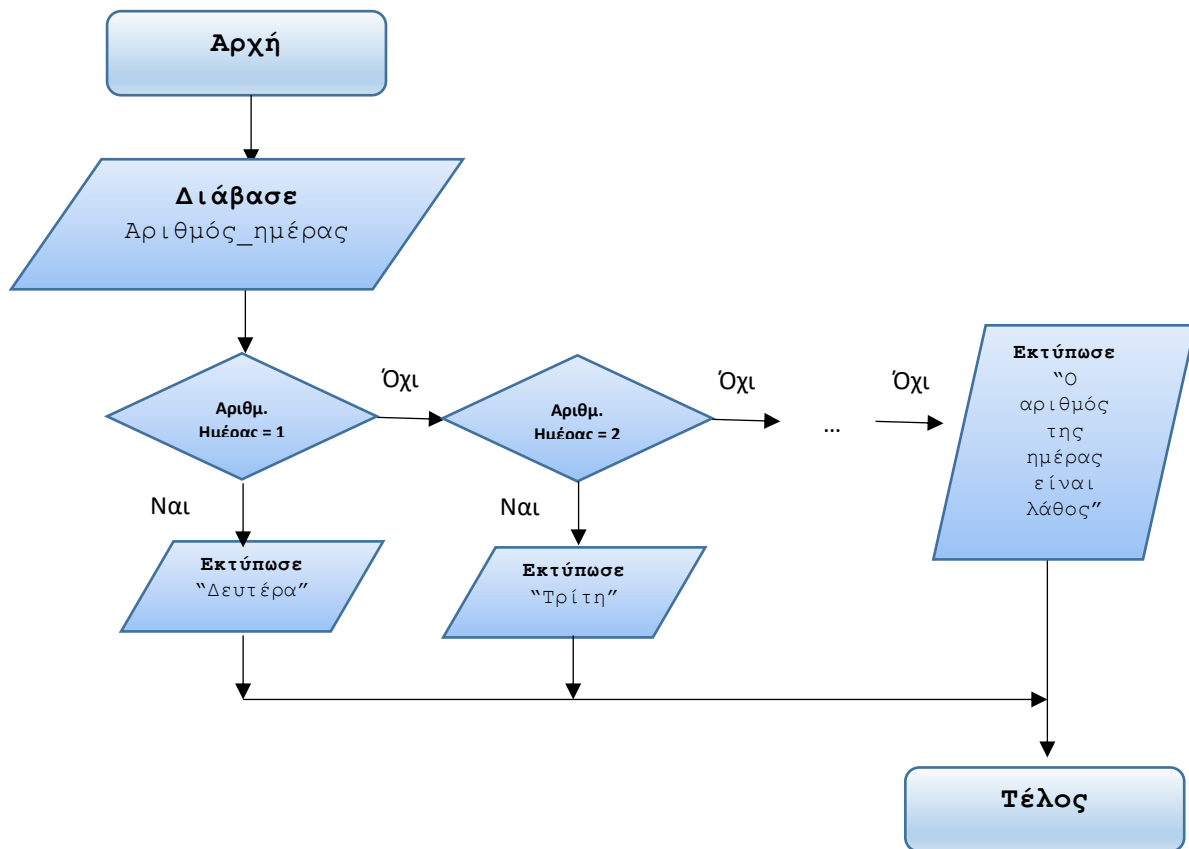 Αρχή
Διάβασε
Αριθμός_ημέρας
Όχι
Όχι
Όχι
Αριθμ.
Ημέρας = 1
Αριθμ.
Ημέρας = 2
...
Εκτύπωσε
“Ο
αριθμός
της
ημέρας
είναι
λάθος”
Ναι
Ναι
Εκτύπωσε
“Δευτέρα”
Εκτύπωσε
“Τρίτη”
Τέλος